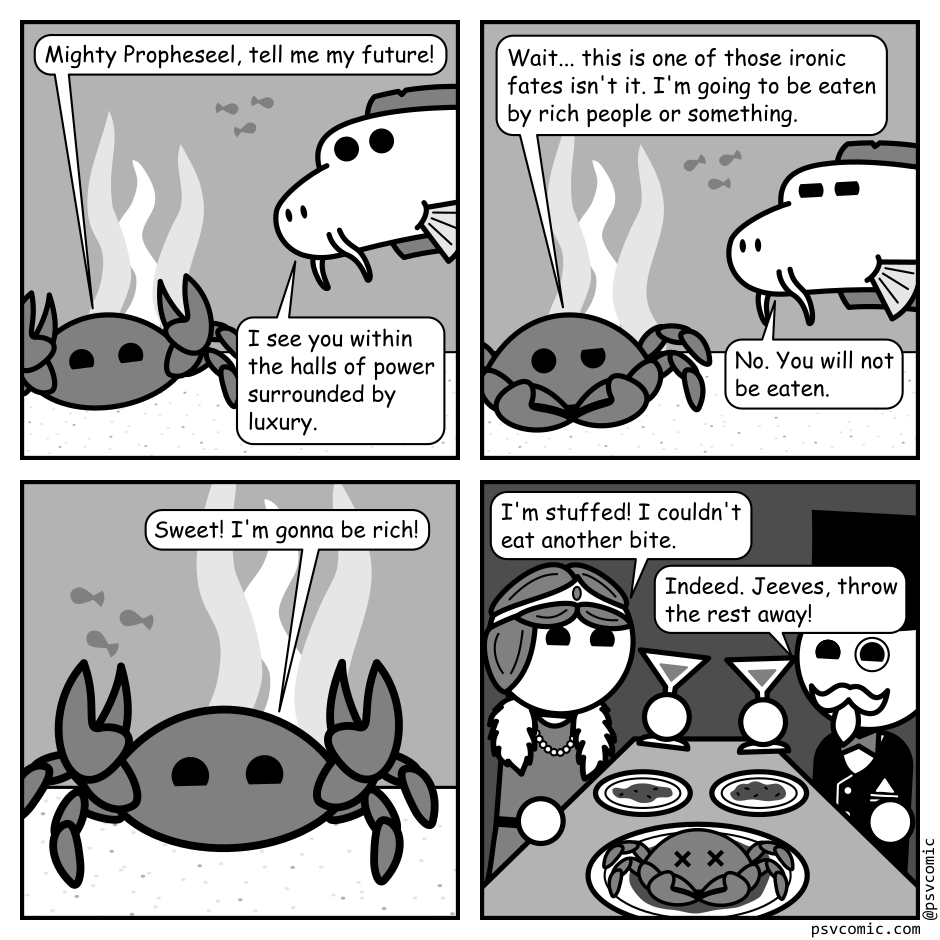 Mighty Propheseel, tell me my future!
I see you within
the halls of power
surrounded by
luxury.
Wait... this is one of those ironic
fates isn't it. I'm going to be eaten
by rich people or something.
No. You will not
be eaten.
Sweet! I'm gonna be rich!
I'm stuffed! I couldn't
eat another bite.
Indeed. Jeeves, throw
the rest away!
@psvcomic
psvcomic.com